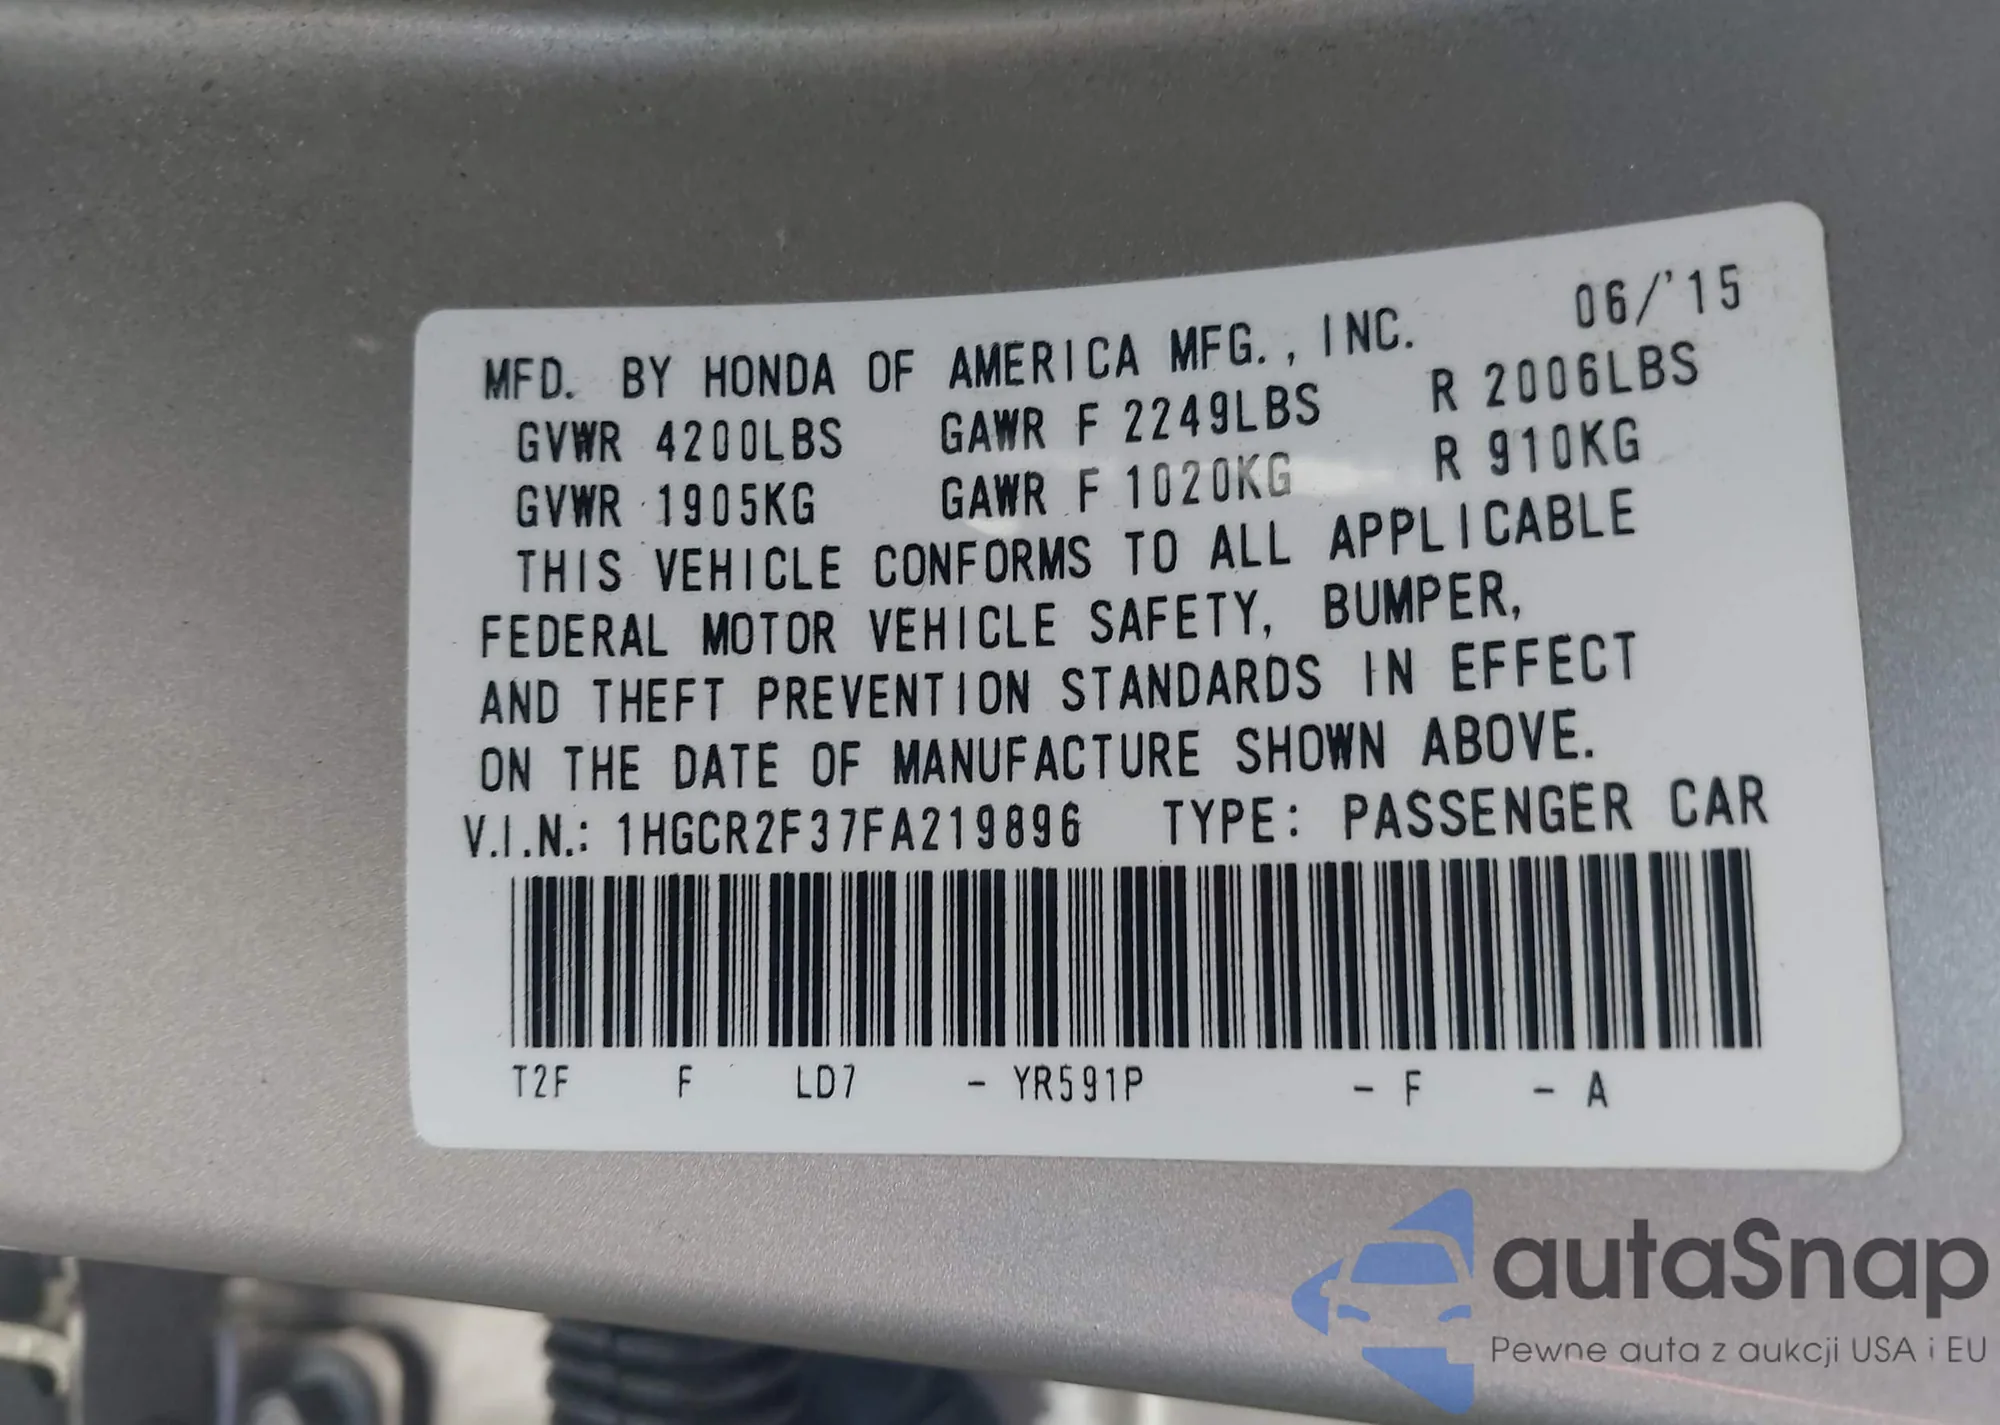 06/'15
MFD. BY HONDA OF AMERICA MFG., INC.
GVWR 4200LBS GAWR F 2249LBS R 2006LBS
GVWR 1905KG GAWR F 1020KG R 910KG
THIS VEHICLE CONFORMS TO ALL APPLICABLE
FEDERAL MOTOR VEHICLE SAFETY, BUMPER,
AND THEFT PREVENTION STANDARDS IN EFFECT
ON THE DATE OF MANUFACTURE SHOWN ABOVE.
V.I.N.: 1HGCR2F37FA219896 TYPE: PASSENGER CAR
T2F F LD7 - YR591P - F - A
autaSnap
Pewne auta z aukcji USA i EU